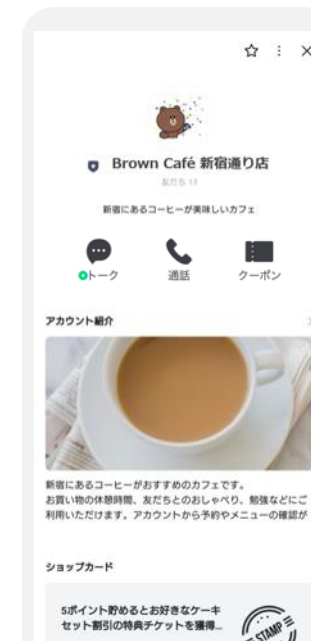 Brown Café 新宿通り店
友だち 13
新宿にあるコーヒーが美味しいカフェ
トーク 通話 クーポン
アカウント紹介
新宿にあるコーヒーがおすすめのカフェです。
お買い物の休憩時間、友だちとのおしゃべり、勉強などにご
利用いただけます。アカウントから予約やメニューの確認が
ショップカード
5ポイント貯めるとお好きなケーキ
セット割引の特典チケットを獲得...
STAMP